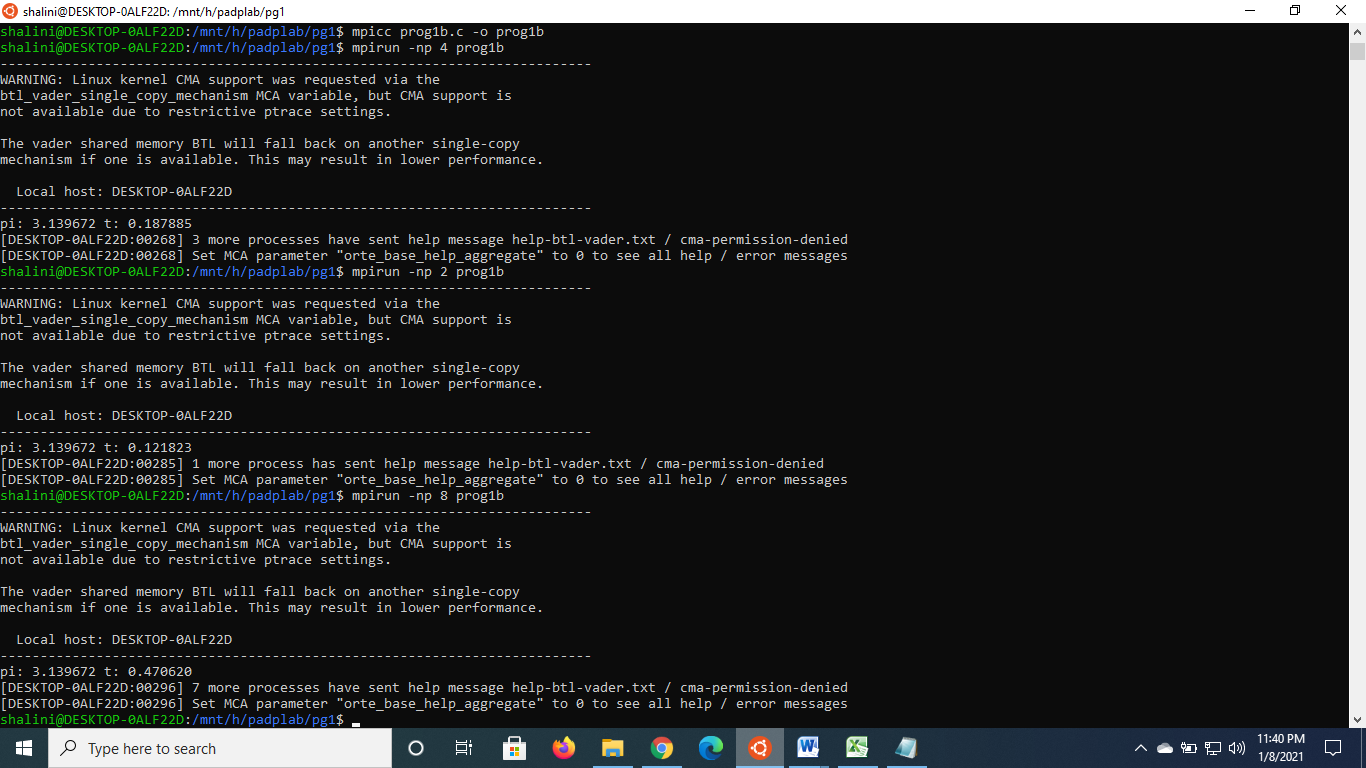 shalini@DESKTOP-0ALF22D: /mnt/h/padplab/pg1
shalini@DESKTOP-0ALF22D:/mnt/h/padplab/pg1$ mpicc prog1b.c -o prog1b
shalini@DESKTOP-0ALF22D:/mnt/h/padplab/pg1$ mpirun -np 4 prog1b
--------------------------------------------------------------------------
WARNING: Linux kernel CMA support was requested via the
btl_vader_single_copy_mechanism MCA variable, but CMA support is
not available due to restrictive ptrace settings.

The vader shared memory BTL will fall back on another single-copy
mechanism if one is available. This may result in lower performance.

  Local host: DESKTOP-0ALF22D
--------------------------------------------------------------------------
pi: 3.139672 t: 0.187885
[DESKTOP-0ALF22D:00268] 3 more processes have sent help message help-btl-vader.txt / cma-permission-denied
[DESKTOP-0ALF22D:00268] Set MCA parameter "orte_base_help_aggregate" to 0 to see all help / error messages
shalini@DESKTOP-0ALF22D:/mnt/h/padplab/pg1$ mpirun -np 2 prog1b
--------------------------------------------------------------------------
WARNING: Linux kernel CMA support was requested via the
btl_vader_single_copy_mechanism MCA variable, but CMA support is
not available due to restrictive ptrace settings.

The vader shared memory BTL will fall back on another single-copy
mechanism if one is available. This may result in lower performance.

  Local host: DESKTOP-0ALF22D
--------------------------------------------------------------------------
pi: 3.139672 t: 0.121823
[DESKTOP-0ALF22D:00285] 1 more process has sent help message help-btl-vader.txt / cma-permission-denied
[DESKTOP-0ALF22D:00285] Set MCA parameter "orte_base_help_aggregate" to 0 to see all help / error messages
shalini@DESKTOP-0ALF22D:/mnt/h/padplab/pg1$ mpirun -np 8 prog1b
--------------------------------------------------------------------------
WARNING: Linux kernel CMA support was requested via the
btl_vader_single_copy_mechanism MCA variable, but CMA support is
not available due to restrictive ptrace settings.

The vader shared memory BTL will fall back on another single-copy
mechanism if one is available. This may result in lower performance.

  Local host: DESKTOP-0ALF22D
--------------------------------------------------------------------------
pi: 3.139672 t: 0.470620
[DESKTOP-0ALF22D:00296] 7 more processes have sent help message help-btl-vader.txt / cma-permission-denied
[DESKTOP-0ALF22D:00296] Set MCA parameter "orte_base_help_aggregate" to 0 to see all help / error messages
shalini@DESKTOP-0ALF22D:/mnt/h/padplab/pg1$
Type here to search
11:40 PM
1/8/2021